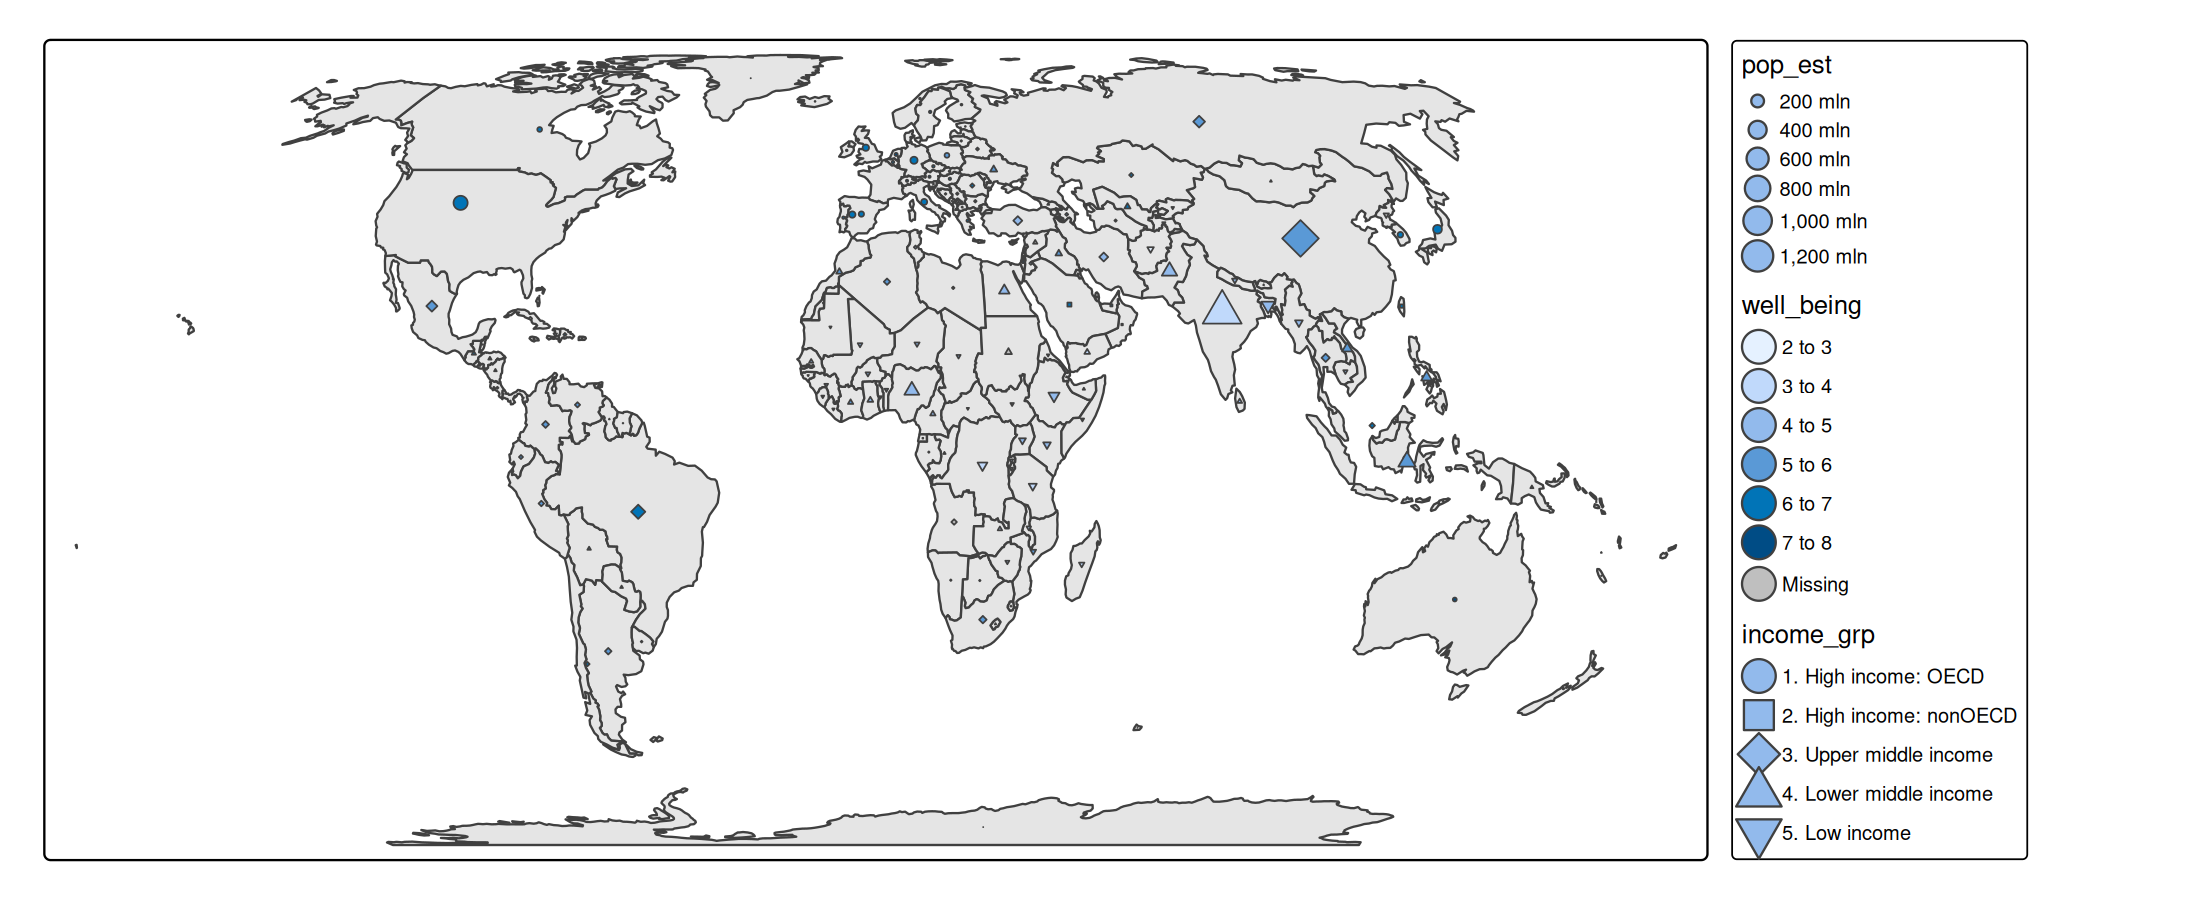 pop_est
200 mln
400 mln
600 mln
800 mln
1,000 mln
1,200 mln
well_being
2 to 3
3 to 4
4 to 5
5 to 6
6 to 7
7 to 8
Missing
income_grp
1. High income: OECD
2. High income: nonOECD
3. Upper middle income
4. Lower middle income
5. Low income